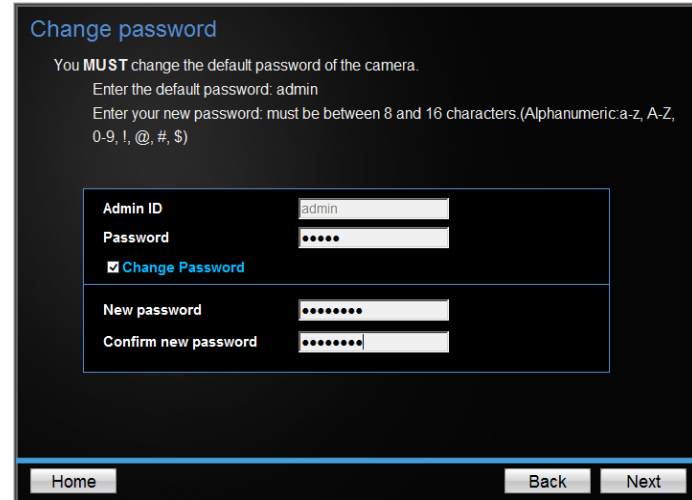 Change password
You MUST change the default password of the camera.
Enter the default password: admin
Enter your new password: must be between 8 and 16 characters.(Alphanumeric:a-z, A-Z,
0-9, !, @, #, $)
Admin ID admin
Password •••••
Change Password
New password ••••••••
Confirm new password ••••••••
Home Back Next